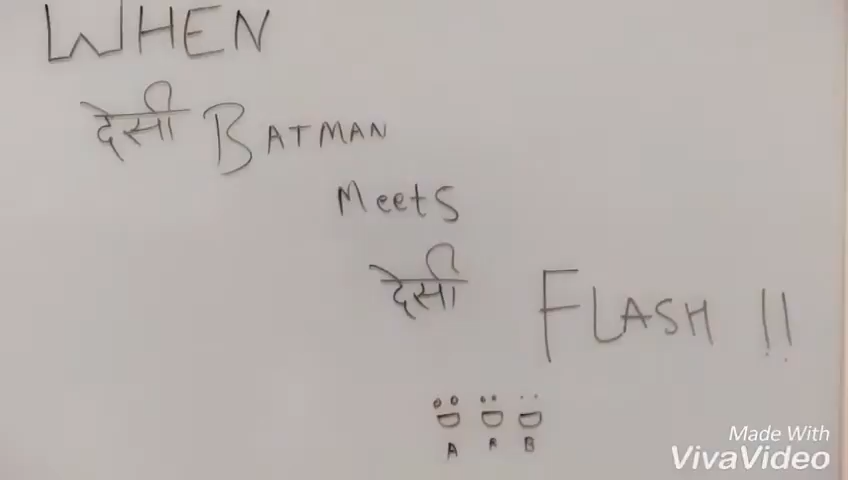 WHEN
देसी BATMAN
Meets
देसी FLASH !!
A R B
Made With
VivaVideo